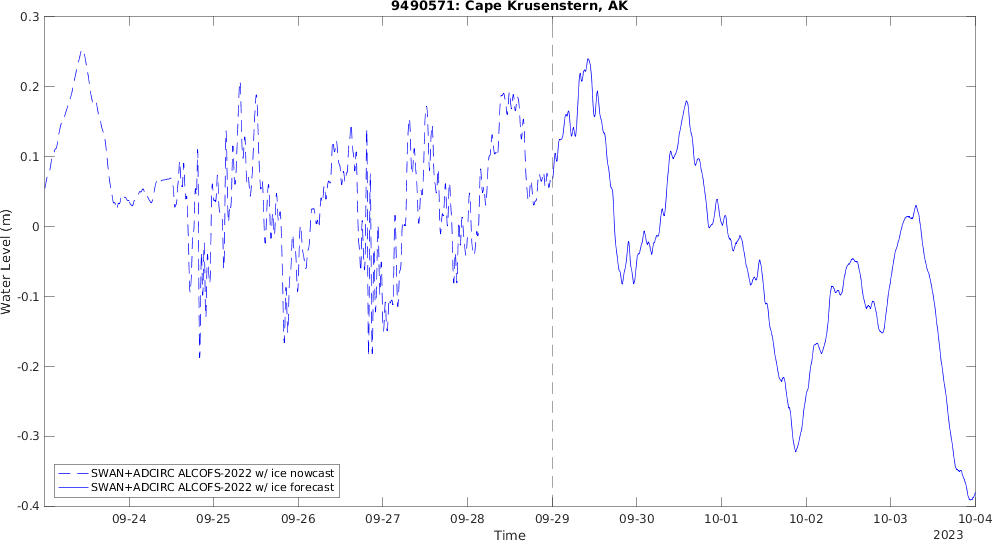 9490571: Cape Krusenstern, AK
0.3
0.2
0.1
0
-0.1
-0.2
-0.3
-0.4
Water Level (m)
SWAN+ADCIRC ALCOFS-2022 w/ ice nowcast
SWAN+ADCIRC ALCOFS-2022 w/ ice forecast
09-24 09-25 09-26 09-27 09-28 09-29 09-30 10-01 10-02 10-03 10-04
Time
2023